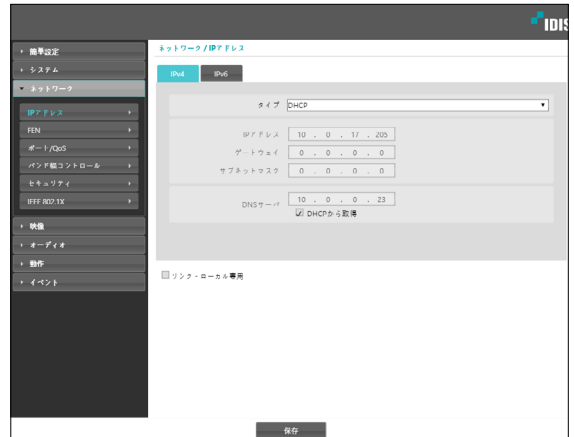 IDIS
簡単設定
システム
ネットワーク
IPアドレス
FEN
ポート/QoS
バンド幅コントロール
セキュリティ
IEEE 802.1X
映像
オーディオ
動作
イベント
ネットワーク / IPアドレス
IPv4 IPv6
タイプ DHCP
IPアドレス 10 . 0 . 17 . 205
ゲートウェイ 0 . 0 . 0 . 0
サブネットマスク 0 . 0 . 0 . 0
DNSサーバ 10 . 0 . 0 . 23
DHCPから取得
リンク・ローカル専用
保存